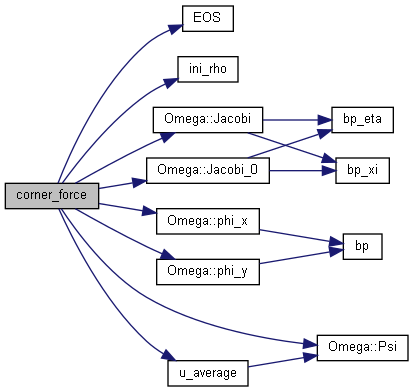 EOS
ini_rho
Omega::Jacobi
bp_eta
Omega::Jacobi_0
bp_xi
corner_force
Omega::phi_x
bp
Omega::phi_y
Omega::Psi
u_average